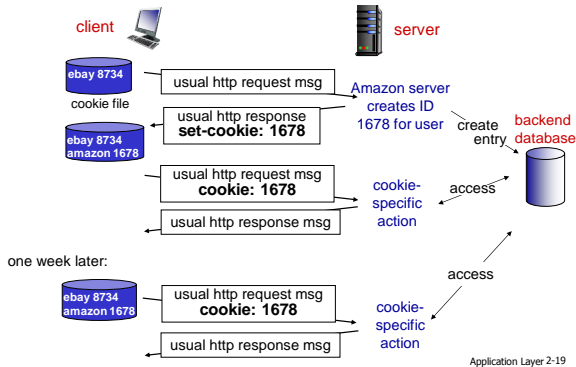 client
server
ebay 8734
cookie file
usual http request msg
Amazon server
creates ID
1678 for user
usual http response
set-cookie: 1678
create
entry
backend
database
ebay 8734
amazon 1678
usual http request msg
cookie: 1678
cookie-
specific
action
access
usual http response msg
one week later:
access
ebay 8734
amazon 1678
usual http request msg
cookie: 1678
cookie-
specific
action
usual http response msg
Application Layer 2-19